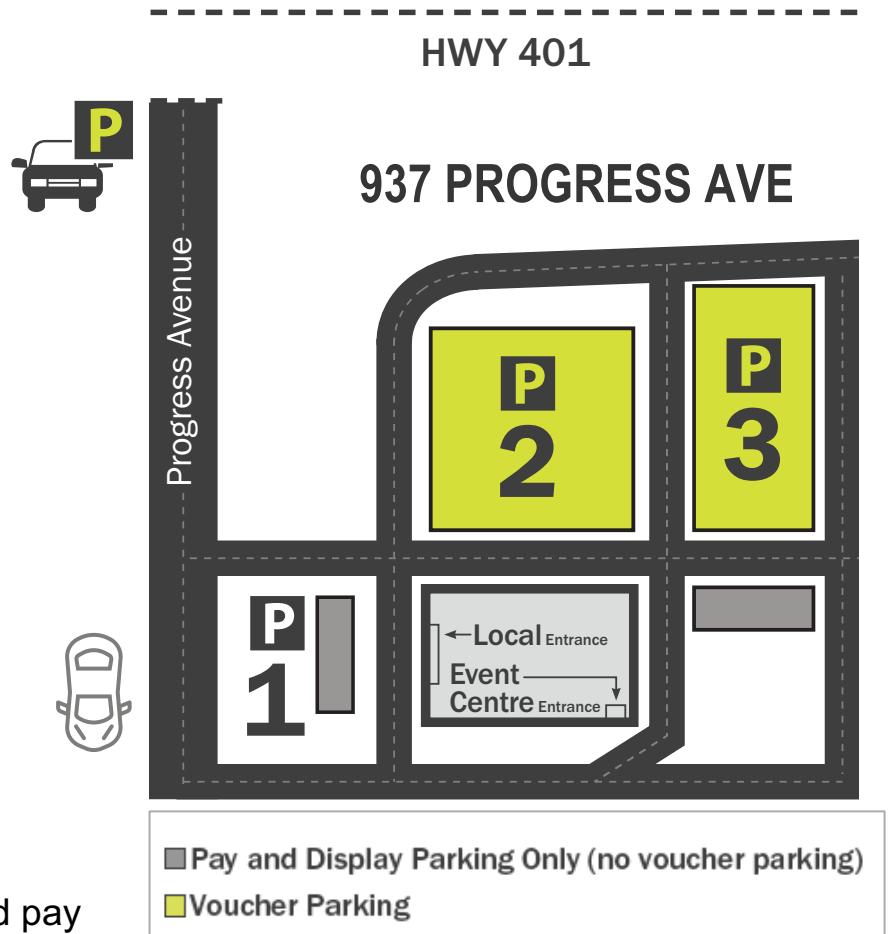 HWY 401
P
937 PROGRESS AVE
Progress Avenue
P
2
P
3
P
1
Local Entrance
Event
Centre Entrance
Pay and Display Parking Only (no voucher parking)
Voucher Parking
d pay